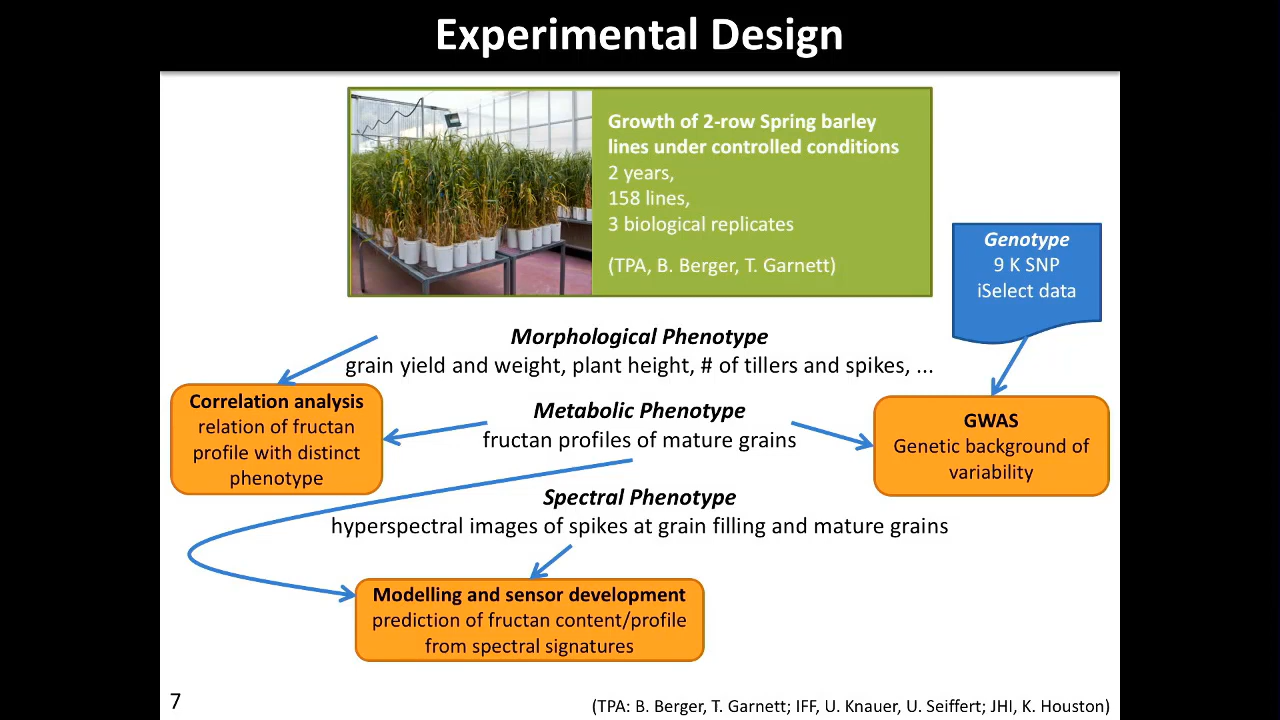 Experimental Design
Growth of 2-row Spring barley
lines under controlled conditions
2 years,
158 lines,
3 biological replicates
(TPA, B. Berger, T. Garnett)
Genotype
9 K SNP
iSelect data
Morphological Phenotype
grain yield and weight, plant height, # of tillers and spikes, ...
Correlation analysis
relation of fructan
profile with distinct
phenotype
Metabolic Phenotype
fructan profiles of mature grains
GWAS
Genetic background of
variability
Spectral Phenotype
hyperspectral images of spikes at grain filling and mature grains
Modelling and sensor development
prediction of fructan content/profile
from spectral signatures
7
(TPA: B. Berger, T. Garnett; IFF, U. Knauer, U. Seiffert; JHI, K. Houston)